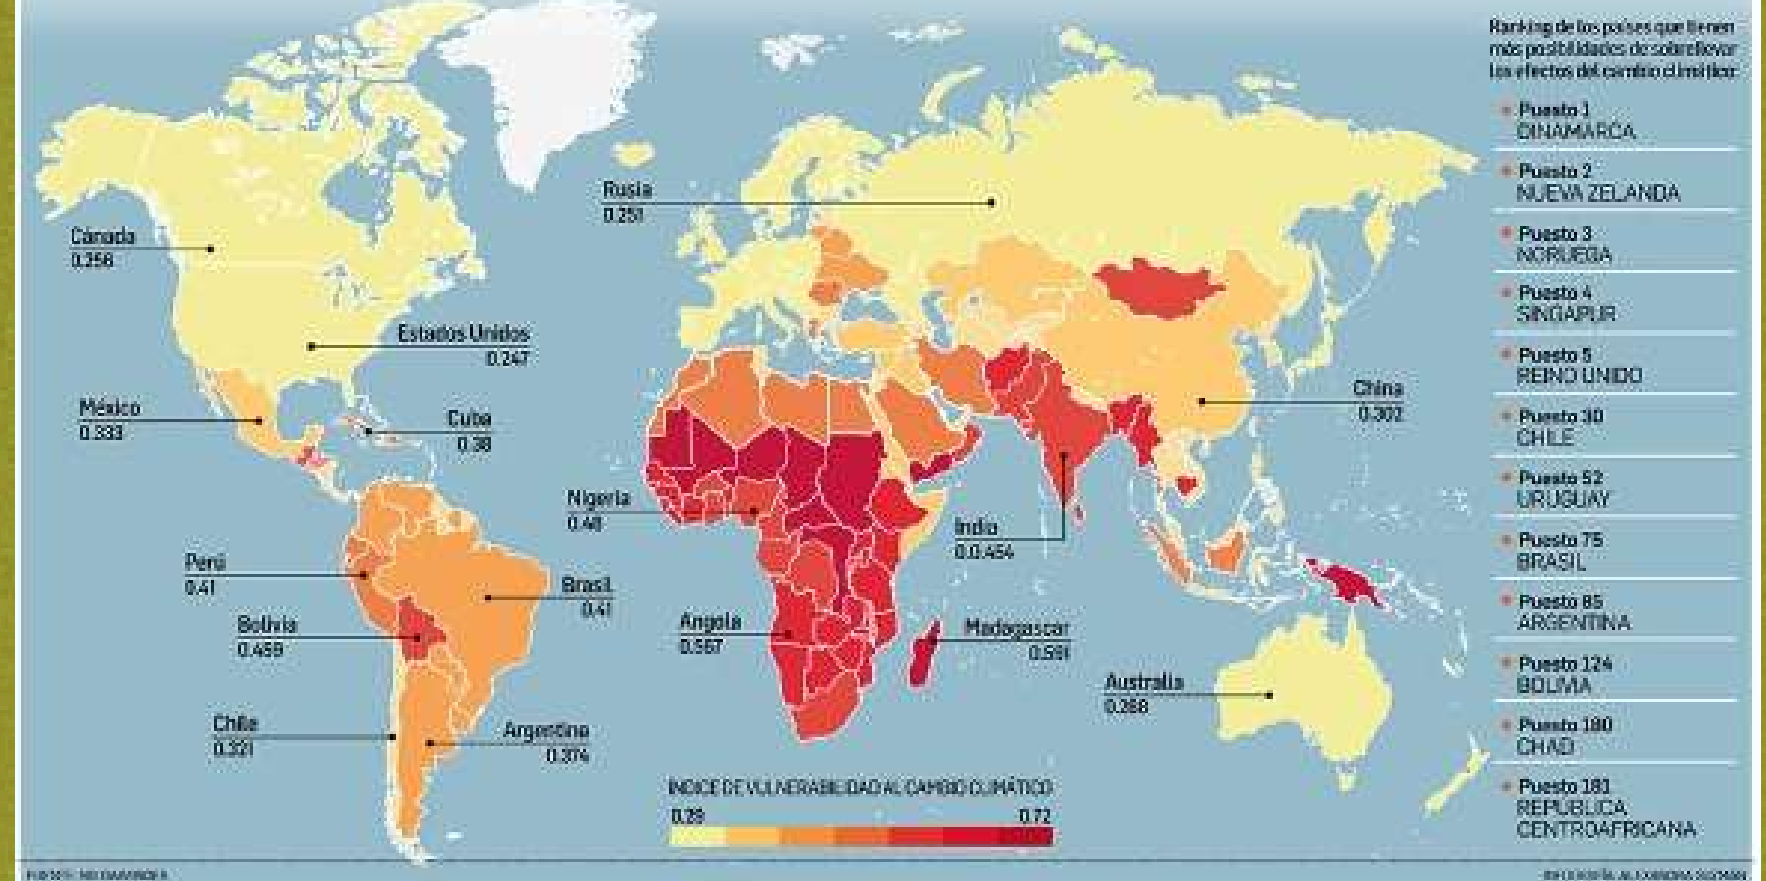 Ranking de los países que tienen
más posibilidades de sobrellevar
los efectos del cambio climático:
Puesto 1
DINAMARCA
Puesto 2
NUEVA ZELANDA
Puesto 3
NORUEGA
Puesto 4
SINGAPUR
Puesto 5
REINO UNIDO
Puesto 30
CHILE
Puesto 52
URUGUAY
Puesto 75
BRASIL
Puesto 85
ARGENTINA
Puesto 124
BOLIVIA
Puesto 180
CHAD
Puesto 181
REPÚBLICA
CENTROAFRICANA
Rusia
0.251
Cánada
0.256
Estados Unidos
0.247
México
0.333
Cuba
0.38
China
0.302
Nigeria
0.48
India
0.0.454
Perú
0.41
Brasil
0.41
Bolivia
0.459
Angola
0.567
Madagascar
0.591
Australia
0.288
Chile
0.321
Argentina
0.374
ÍNDICE DE VULNERABILIDAD AL CAMBIO CLIMÁTICO
0.29
0.72